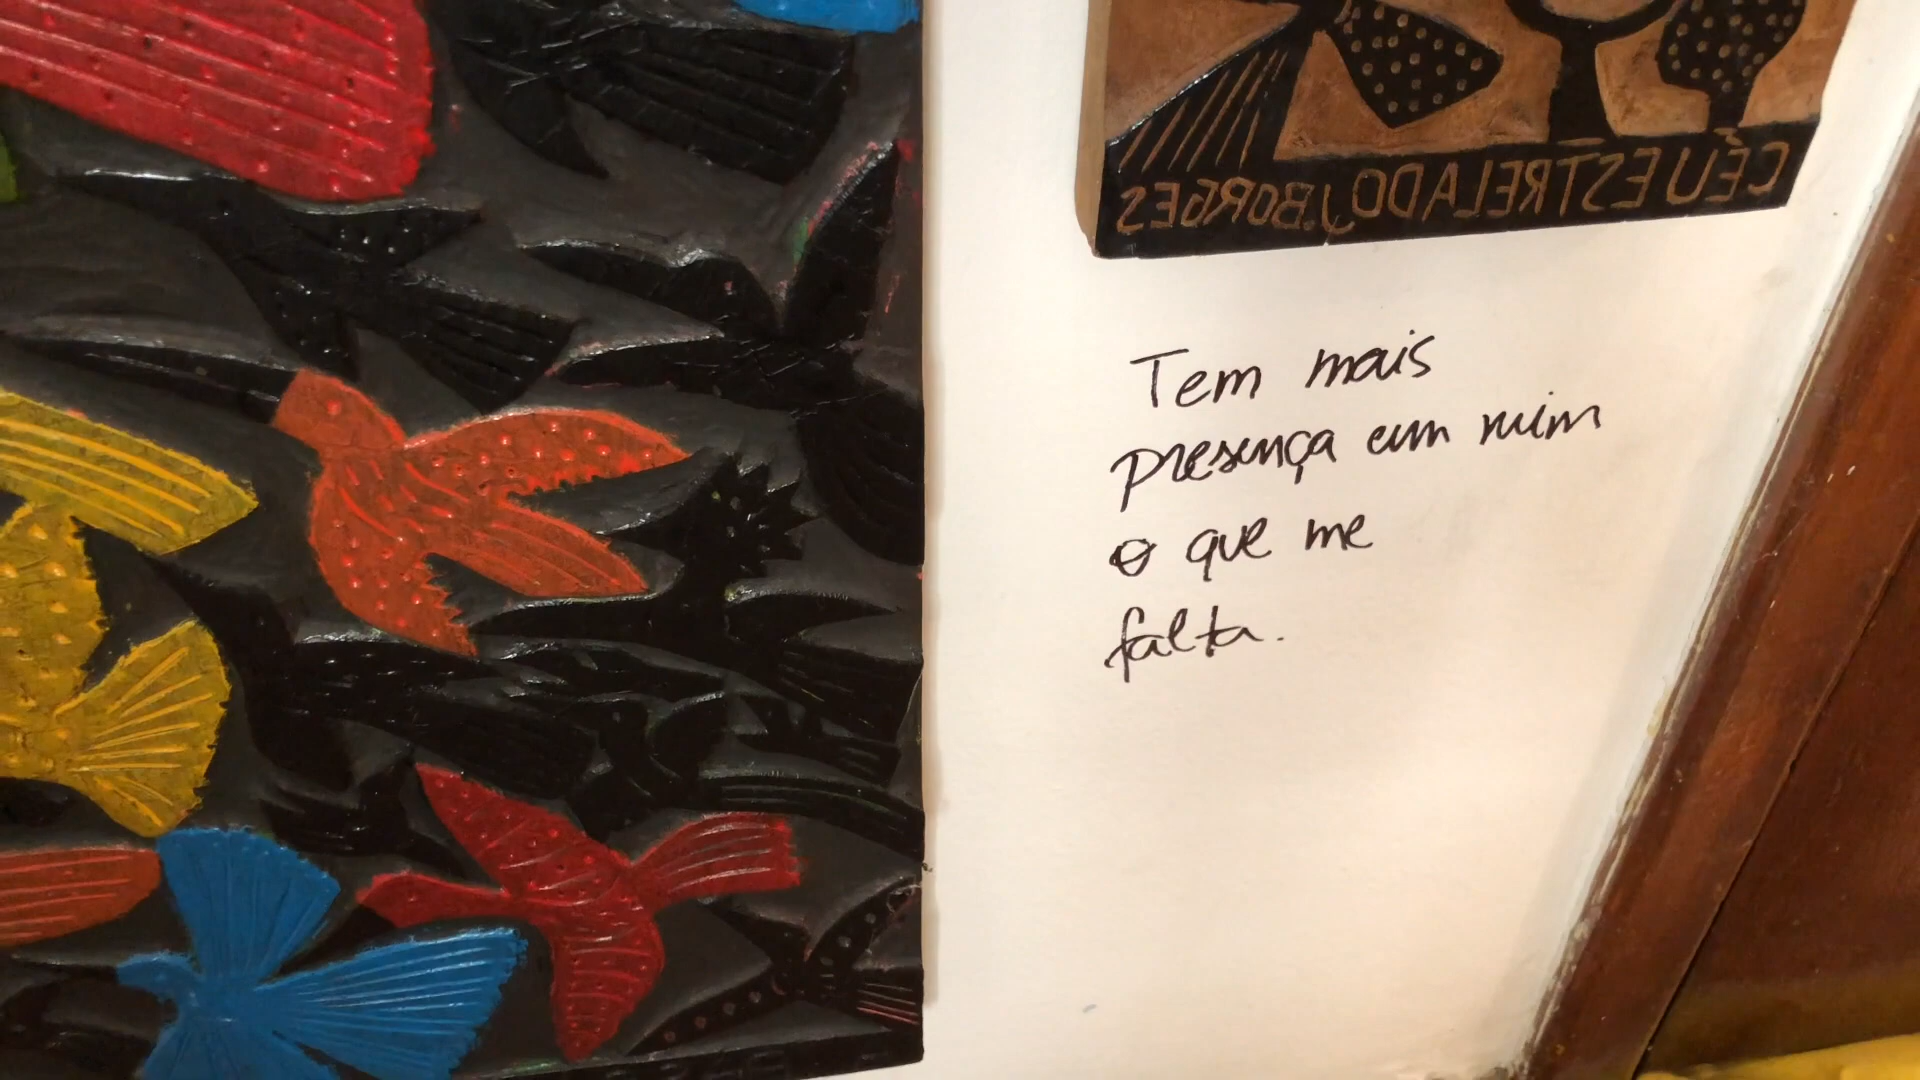 CÉU ESTRELADO J.BORGES
Tem mais
presença em mim
o que me
falta.